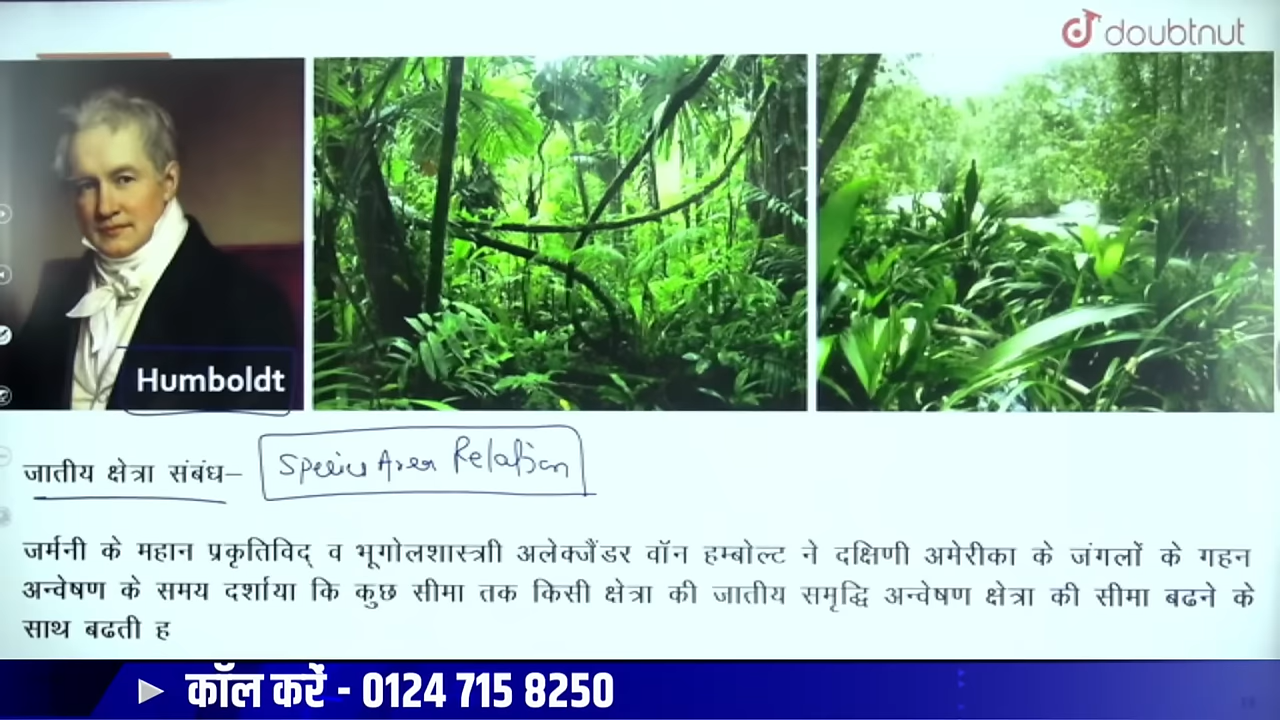 doubtnut
Humboldt
जातीय क्षेत्रा संबंध– Species Area Relation
जर्मनी के महान प्रकृतिविद् व भूगोलशास्त्राी अलेक्जैंडर वॉन हम्बोल्ट ने दक्षिणी अमेरीका के जंगलों के गहन
अन्वेषण के समय दर्शाया कि कुछ सीमा तक किसी क्षेत्रा की जातीय समृद्धि अन्वेषण क्षेत्रा की सीमा बढने के
साथ बढती ह
कॉल करें - 0124 715 8250